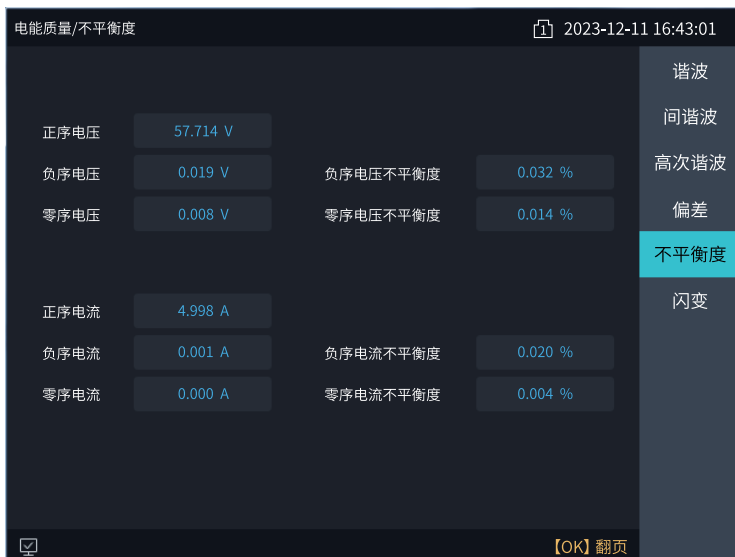 电能质量/不平衡度
1 2023-12-11 16:43:01
正序电压 57.714 V
负序电压 0.019 V 负序电压不平衡度 0.032 %
零序电压 0.008 V 零序电压不平衡度 0.014 %
正序电流 4.998 A
负序电流 0.001 A 负序电流不平衡度 0.020 %
零序电流 0.000 A 零序电流不平衡度 0.004 %
谐波
间谐波
高次谐波
偏差
不平衡度
闪变
【OK】翻页